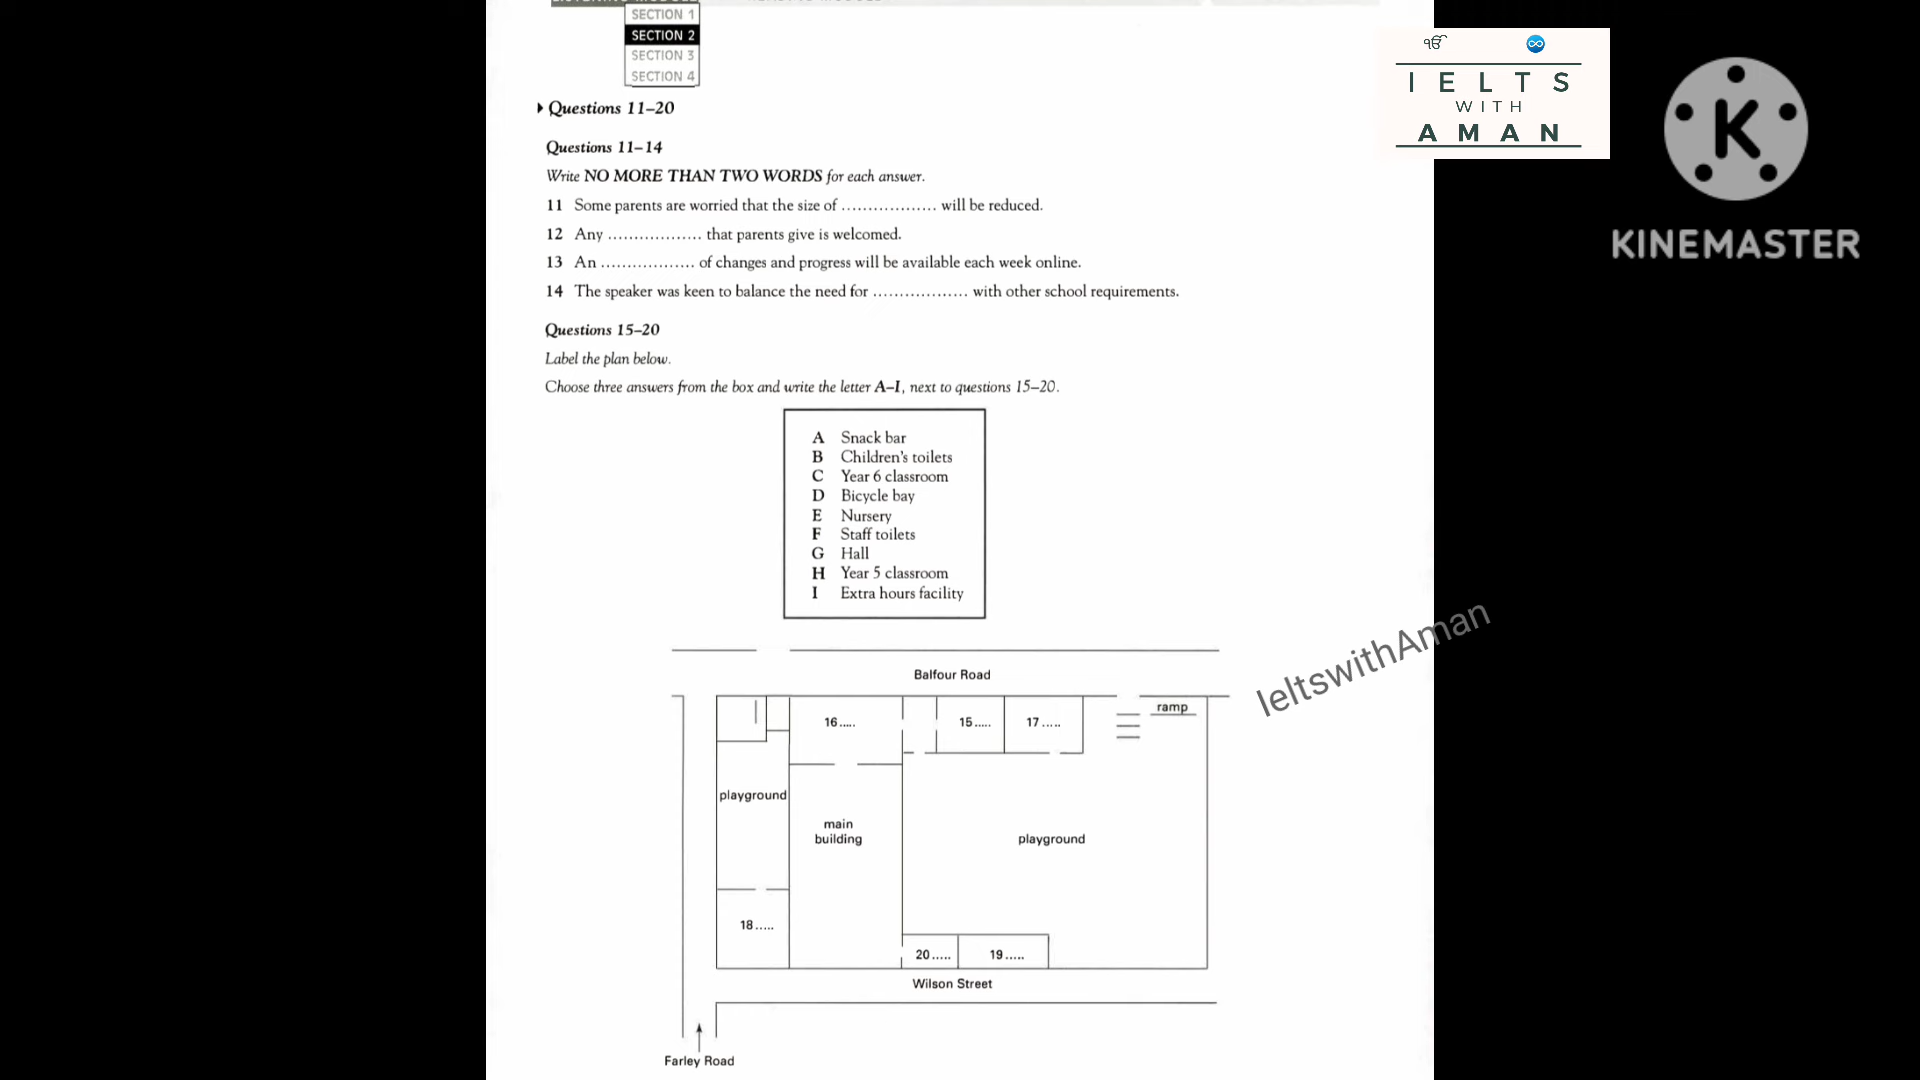 SECTION 1
SECTION 2
SECTION 3
SECTION 4
Questions 11–20
Questions 11–14
Write NO MORE THAN TWO WORDS for each answer.
11 Some parents are worried that the size of .................. will be reduced.
12 Any .................. that parents give is welcomed.
13 An .................. of changes and progress will be available each week online.
14 The speaker was keen to balance the need for .................. with other school requirements.
Questions 15–20
Label the plan below.
Choose three answers from the box and write the letter A–I, next to questions 15–20.
A Snack bar
B Children's toilets
C Year 6 classroom
D Bicycle bay
E Nursery
F Staff toilets
G Hall
H Year 5 classroom
I Extra hours facility
Balfour Road
ramp
16.....
15.....
17.....
playground
main
building
playground
18.....
20.....
19.....
Wilson Street
Farley Road
ੴ
IELTS
WITH
AMAN
K
KINEMASTER
IeltswithAman